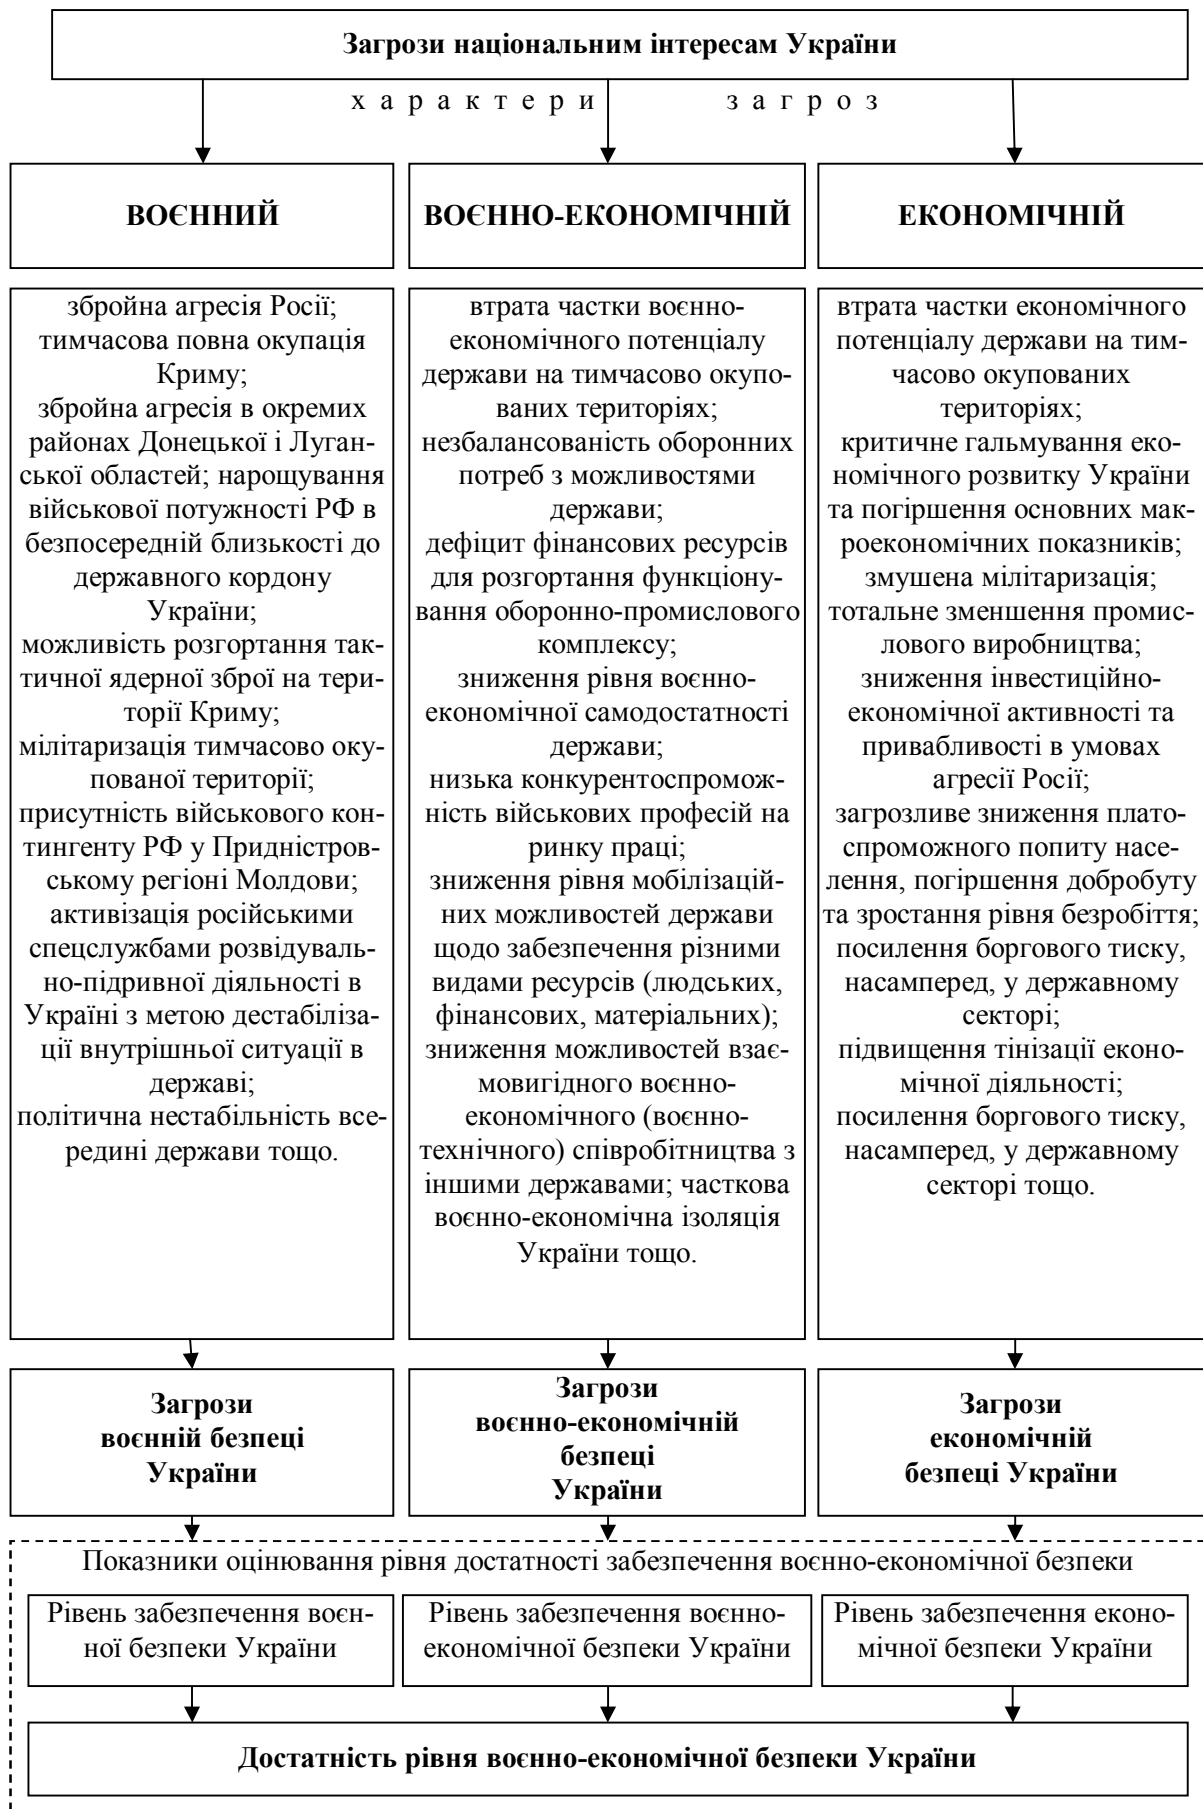 Загрози національним інтересам України
х а р а к т е р и з а г р о з
ВОЄННИЙ
ВОЄННО-ЕКОНОМІЧНІЙ
ЕКОНОМІЧНІЙ
збройна агресія Росії;
тимчасова повна окупація
Криму;
збройна агресія в окремих
районах Донецької і Луган-
ської областей; нарощування
військової потужності РФ в
безпосередній близькості до
державного кордону
України;
можливість розгортання так-
тичної ядерної зброї на тери-
торії Криму;
мілітаризація тимчасово оку-
пованої території;
присутність військового кон-
тингенту РФ у Придністров-
ському регіоні Молдови;
активізація російськими
спецслужбами розвідуваль-
но-підривної діяльності в
Україні з метою дестабіліза-
ції внутрішньої ситуації в
державі;
політична нестабільність все-
редині держави тощо.
втрата частки воєнно-
економічного потенціалу
держави на тимчасово окупо-
ваних територіях;
незбалансованість оборонних
потреб з можливостями
держави;
дефіцит фінансових ресурсів
для розгортання функціону-
вання оборонно-промислового
комплексу;
зниження рівня воєнно-
економічної самодостатності
держави;
низька конкурентоспромож-
ність військових професій на
ринку праці;
зниження рівня мобілізацій-
них можливостей держави
щодо забезпечення різними
видами ресурсів (людських,
фінансових, матеріальних);
зниження можливостей взає-
мовигідного воєнно-
економічного (воєнно-
технічного) співробітництва з
іншими державами; часткова
воєнно-економічна ізоляція
України тощо.
втрата частки економічного
потенціалу держави на тим-
часово окупованих
територіях;
критичне гальмування еко-
номічного розвитку України
та погіршення основних мак-
роекономічних показників;
змушена мілітаризація;
тотальне зменшення промис-
лового виробництва;
зниження інвестиційно-
економічної активності та
привабливості в умовах
агресії Росії;
загрозливе зниження плато-
спроможного попиту насе-
лення, погіршення добробуту
та зростання рівня безробіття;
посилення боргового тиску,
насамперед, у державному
секторі;
підвищення тінізації еконо-
мічної діяльності;
посилення боргового тиску,
насамперед, у державному
секторі тощо.
Загрози
воєнній безпеці
України
Загрози
воєнно-економічній
безпеці
України
Загрози
економічній
безпеці України
Показники оцінювання рівня достатності забезпечення воєнно-економічної безпеки
Рівень забезпечення воєн-
ної безпеки України
Рівень забезпечення воєнно-
економічної безпеки України
Рівень забезпечення еконо-
мічної безпеки України
Достатність рівня воєнно-економічної безпеки України